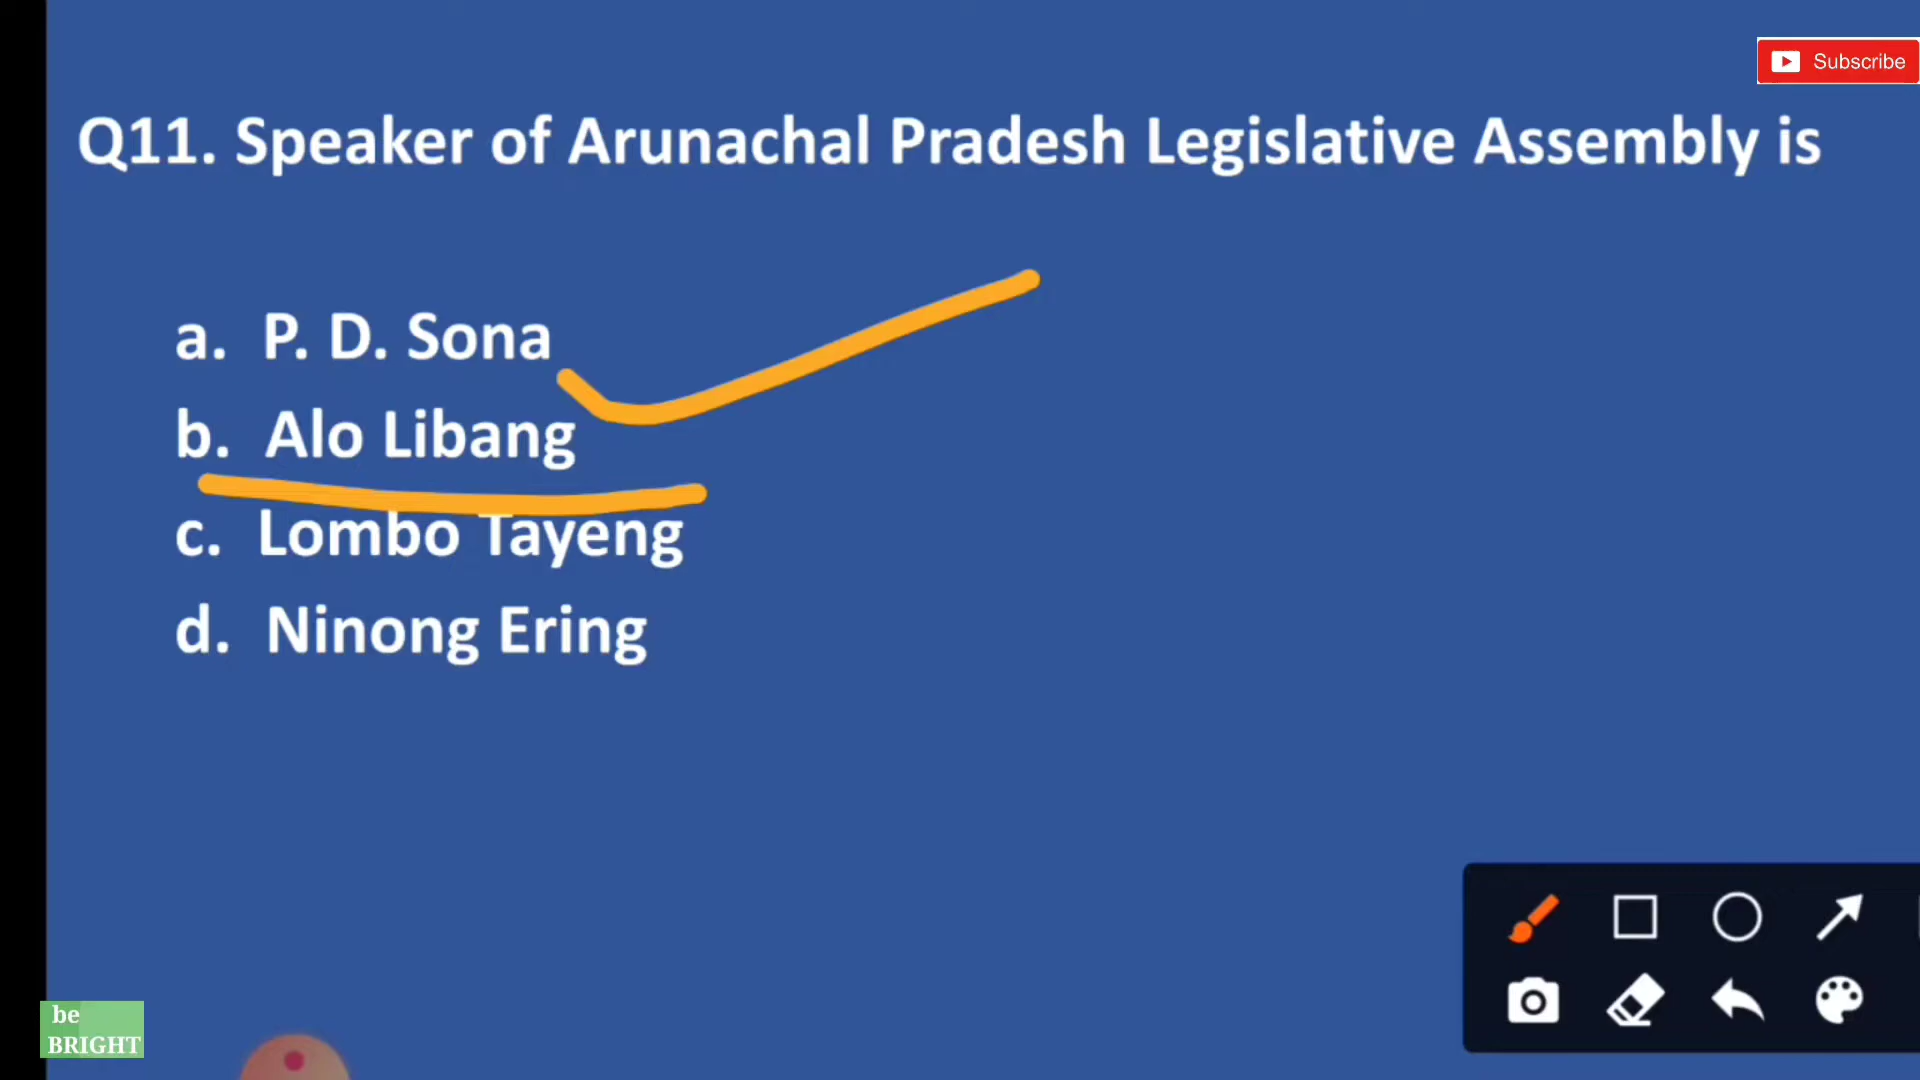 Subscribe
Q11. Speaker of Arunachal Pradesh Legislative Assembly is
a. P. D. Sona
b. Alo Libang
c. Lombo Tayeng
d. Ninong Ering
be
BRIGHT